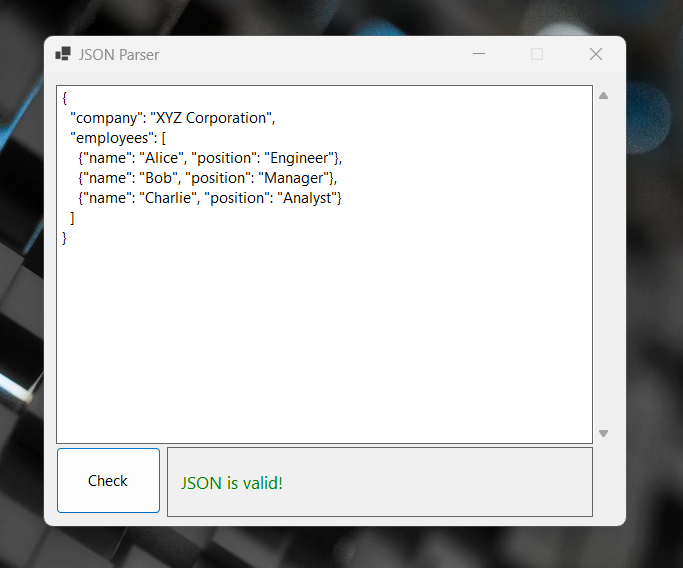 JSON Parser
{
"company": "XYZ Corporation",
"employees": [
{"name": "Alice", "position": "Engineer"},
{"name": "Bob", "position": "Manager"},
{"name": "Charlie", "position": "Analyst"}
]
}
Check
JSON is valid!